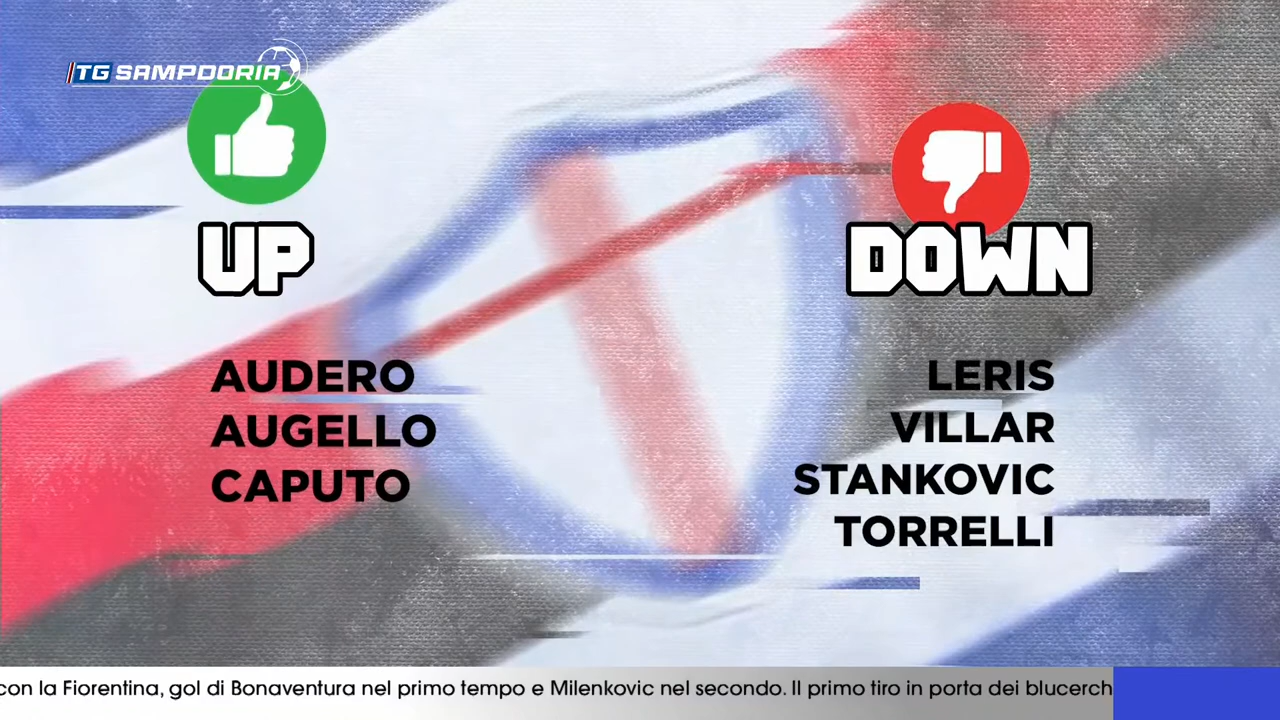 TG SAMPDORIA
UP
DOWN
AUDERO
AUGELLO
CAPUTO
LERIS
VILLAR
STANKOVIC
TORRELLI
con la Fiorentina, gol di Bonaventura nel primo tempo e Milenkovic nel secondo. Il primo tiro in porta dei blucerch